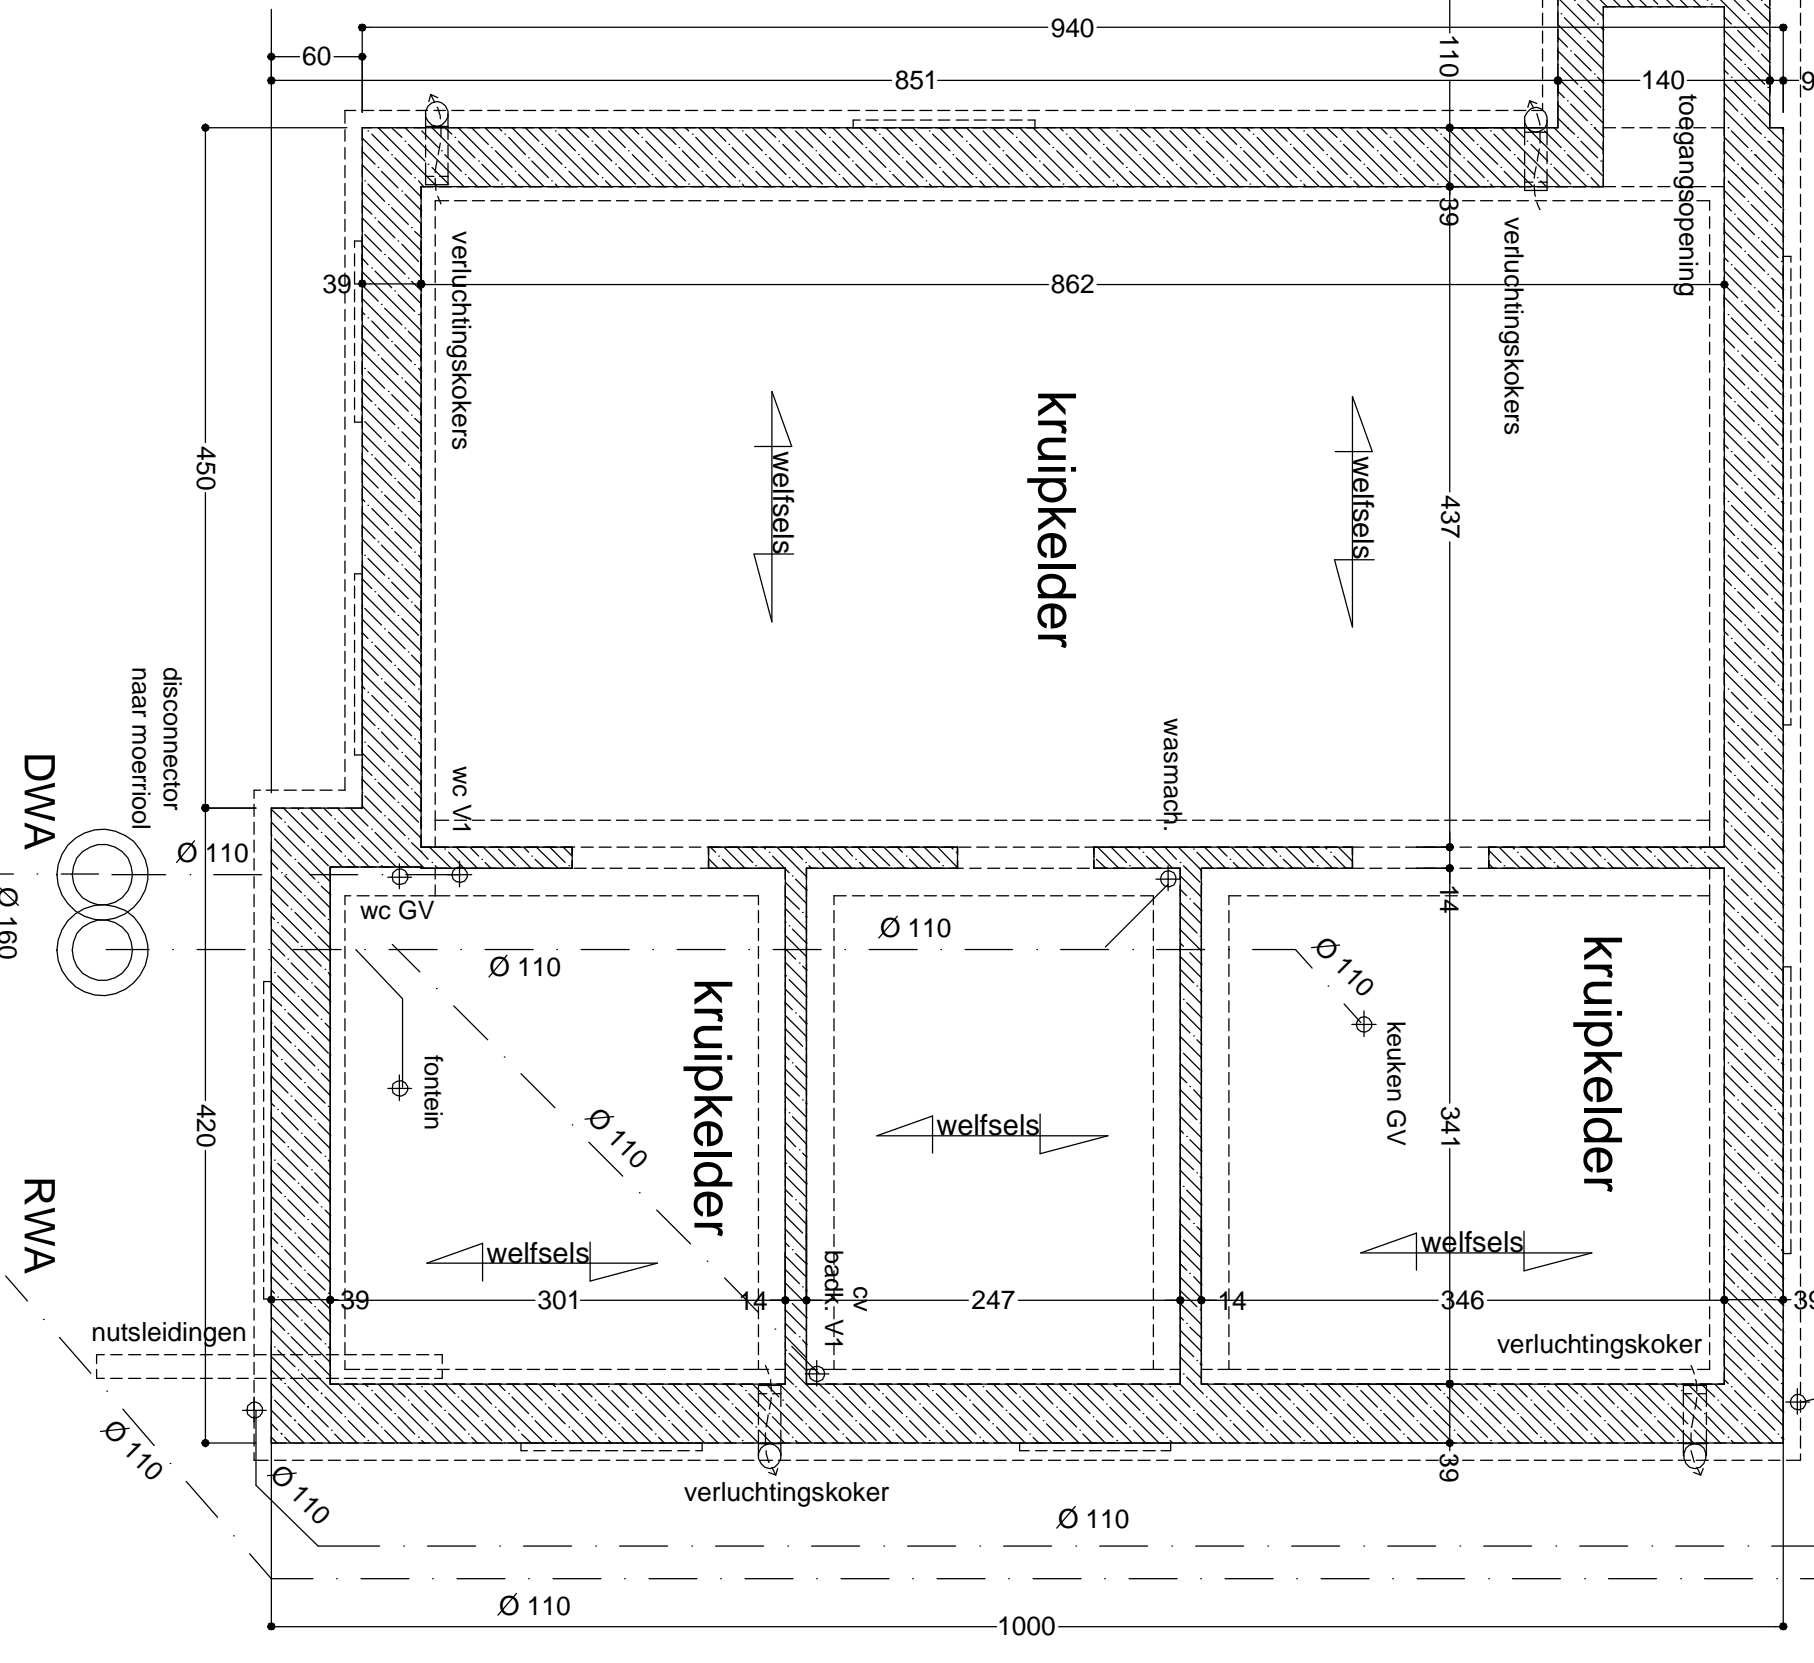 940
60
110
851
140
9
toegangsopening
39
verluchtingskokers
verluchtingskokers
39
862
kruipkelder
welfsels
welfsels
450
437
disconnector
naar moerriool
wasmach.
wc V1
DWA
Ø 110
Ø 160
wc GV
14
Ø 110
Ø 110
Ø 110
kruipkelder
kruipkelder
keuken GV
fontein
Ø 110
420
341
welfsels
RWA
welfsels
welfsels
cv
badk. V1
39
301
14
247
14
346
39
nutsleidingen
verluchtingskoker
Ø 110
Ø 110
39
verluchtingskoker
Ø 110
Ø 110
1000